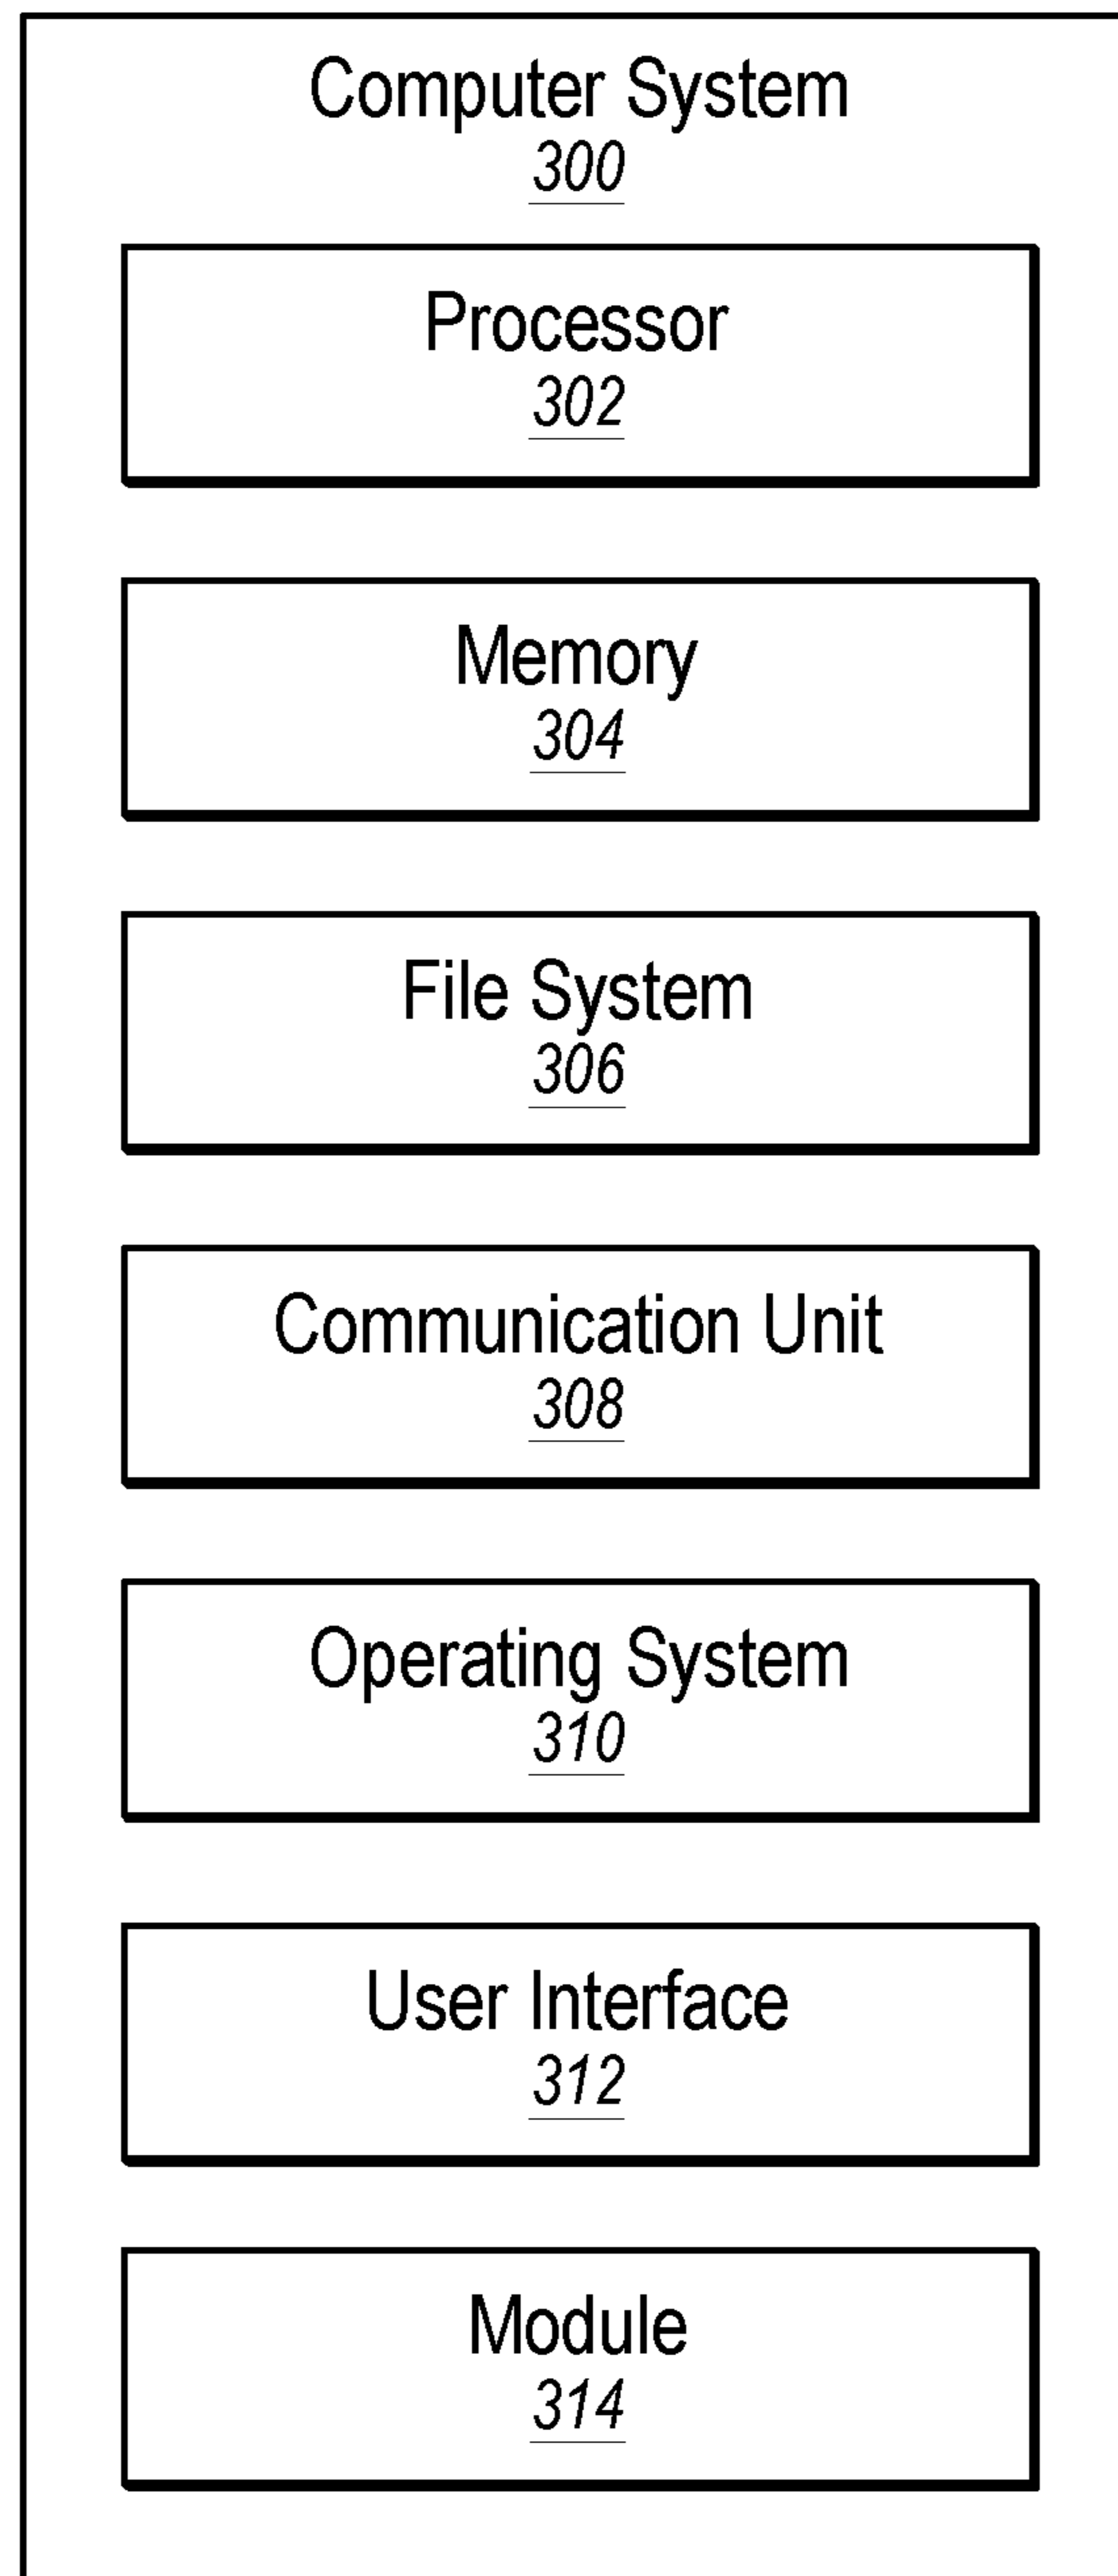 Computer System
300
Processor
302
Memory
304
File System
306
Communication Unit
308
Operating System
310
User Interface
312
Module
314